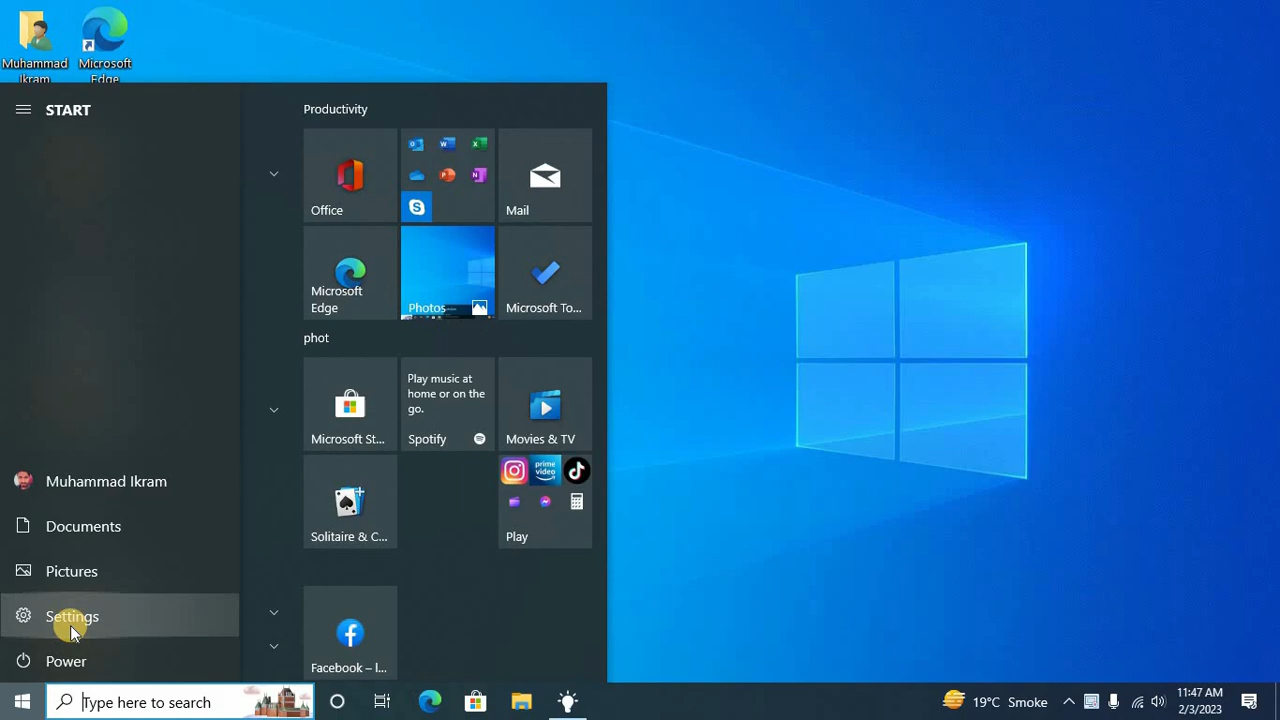 Muhammad
Ikram
Microsoft
Edge
START
Productivity
Office
Mail
Microsoft
Edge
Photos
Microsoft To...
phot
Microsoft St...
Play music at
home or on the
go.
Spotify
Movies & TV
prime
video
Solitaire & C...
Play
Facebook – l...
Muhammad Ikram
Documents
Pictures
Settings
Power
Type here to search
19°C Smoke
11:47 AM
2/3/2023